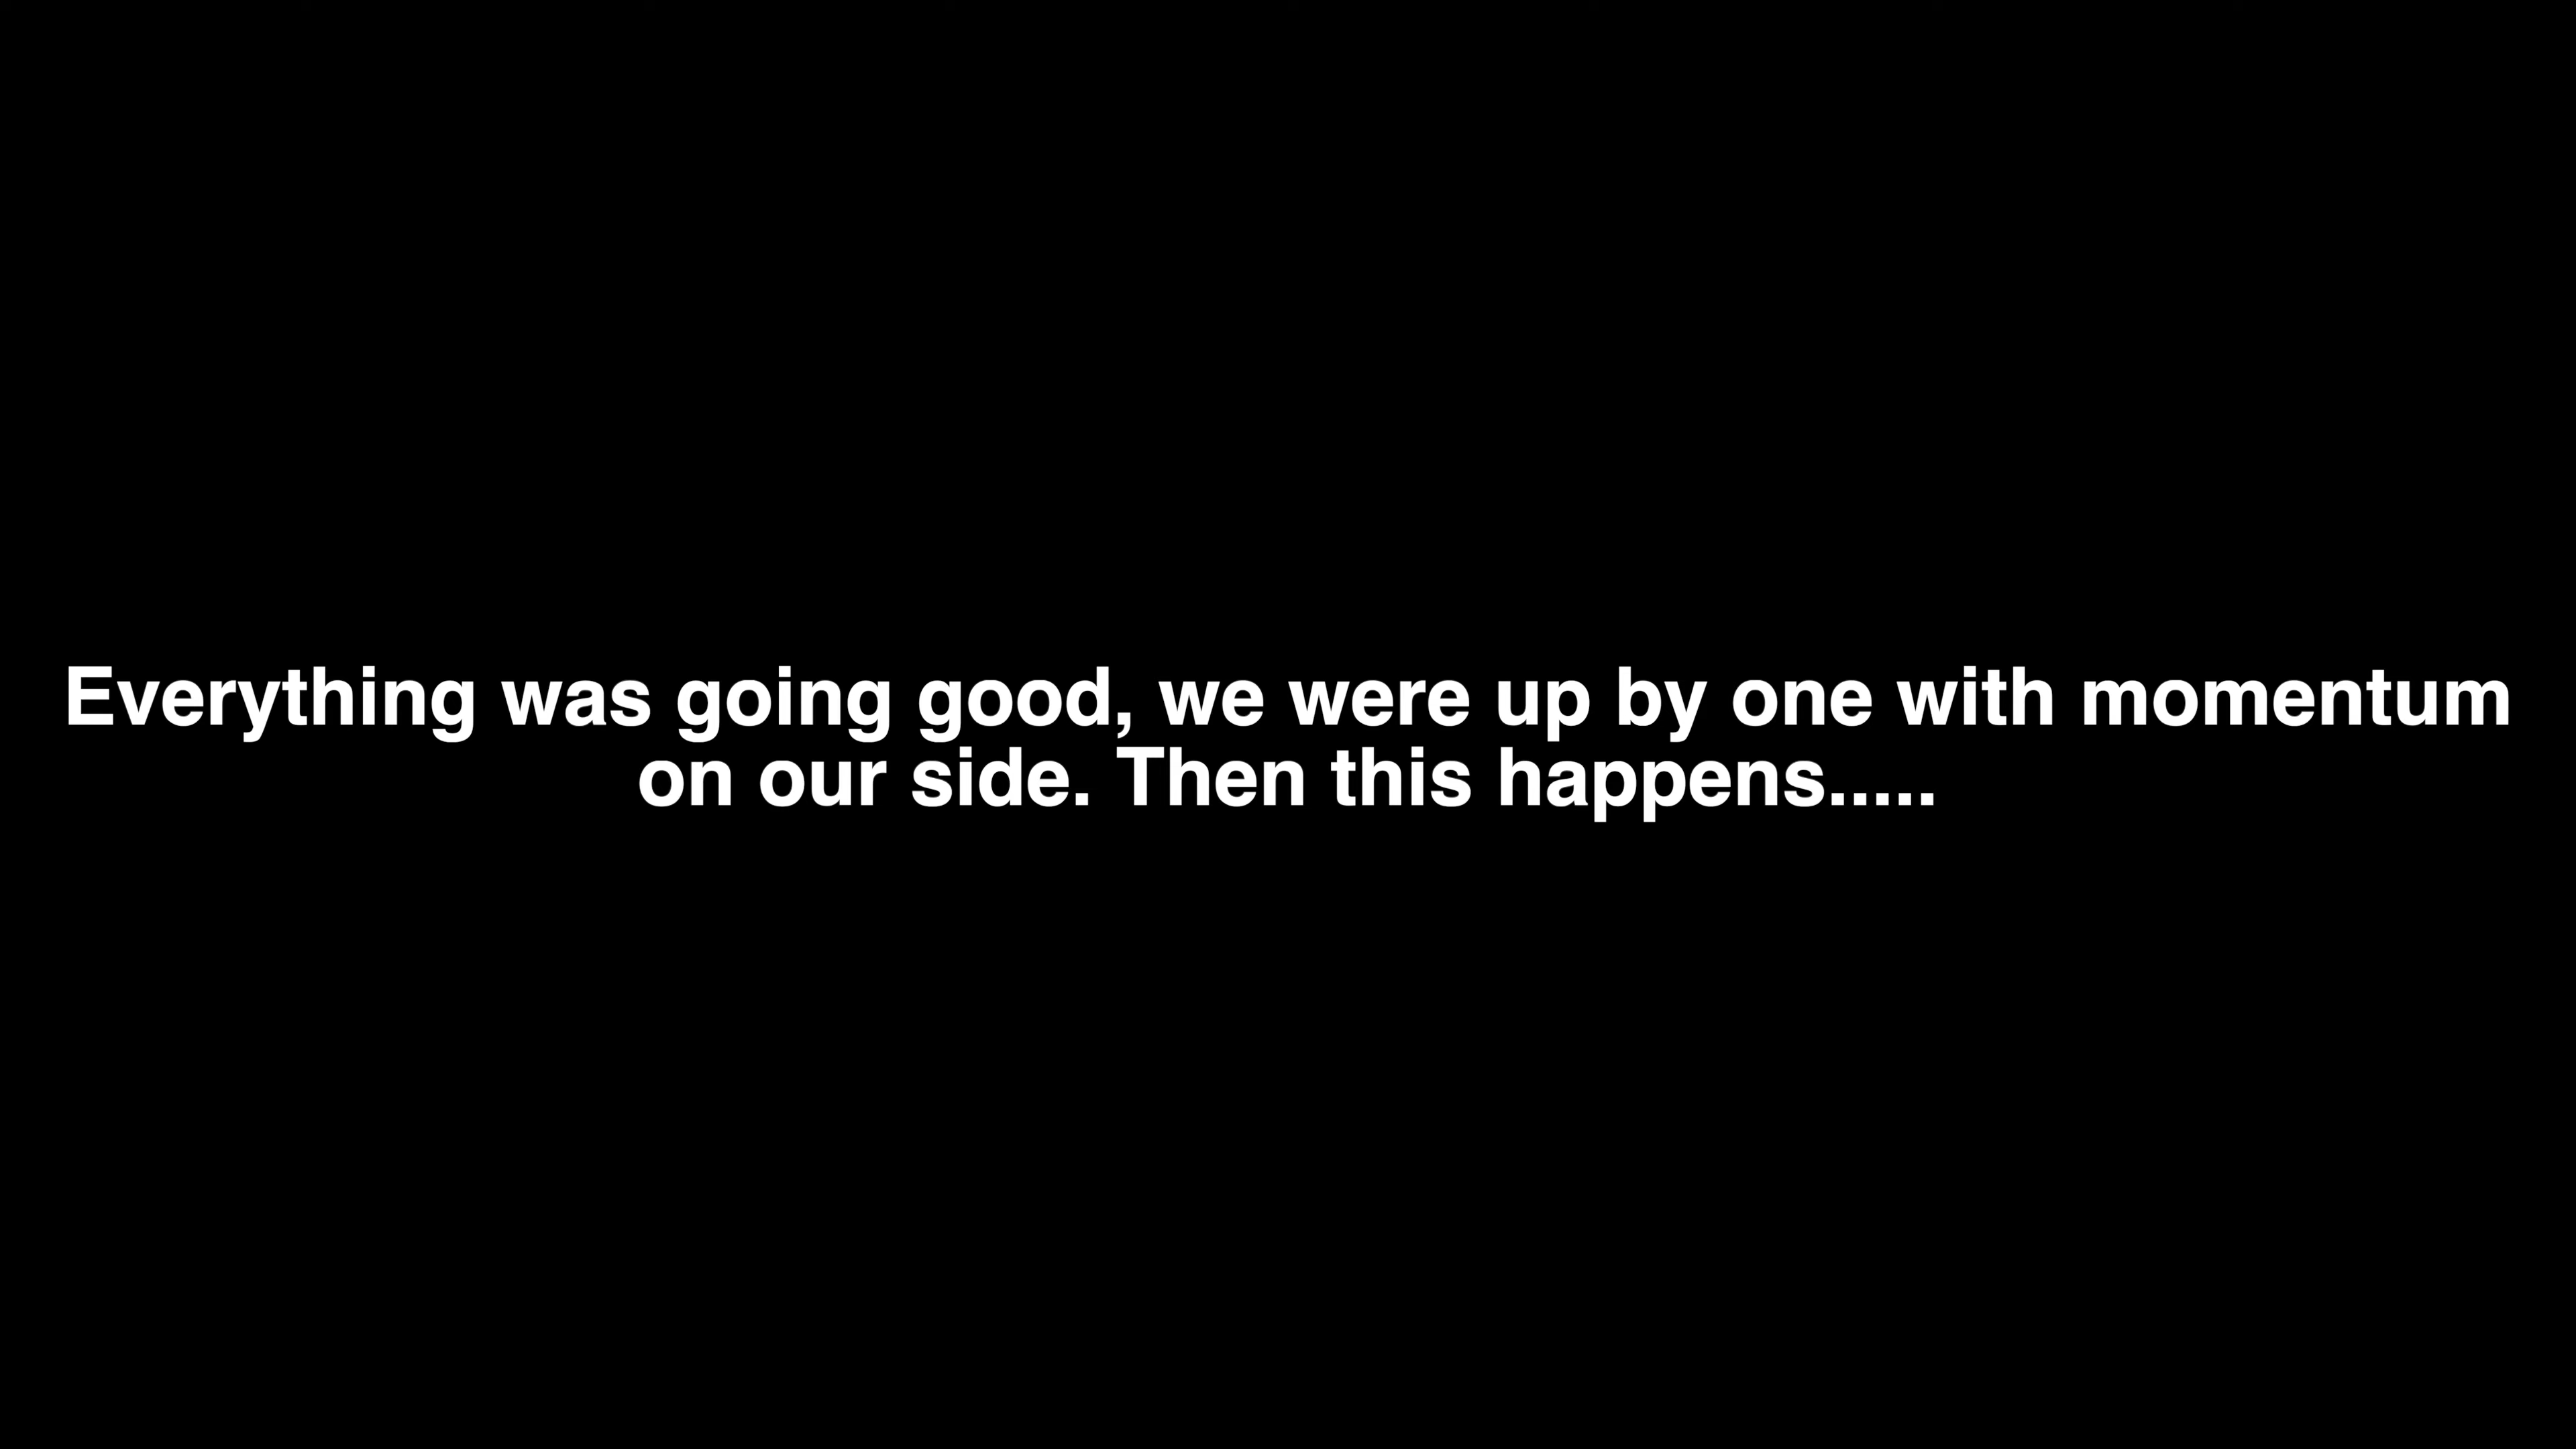 Everything was going good, we were up by one with momentum
on our side. Then this happens.....